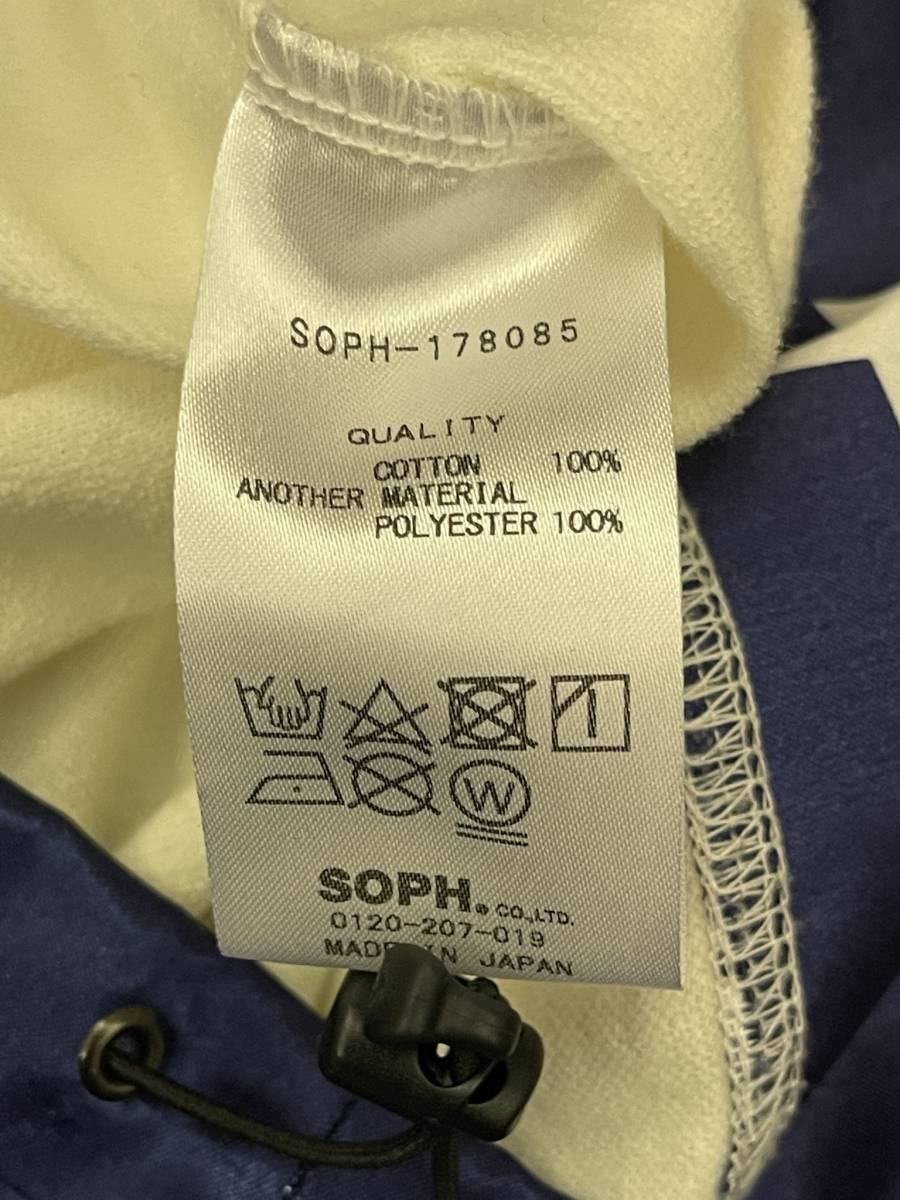 SOPH-178085
QUALITY
COTTON 100%
ANOTHER MATERIAL
POLYESTER 100%
W
SOPH. CO.,LTD.
0120-207-019
MADE IN JAPAN